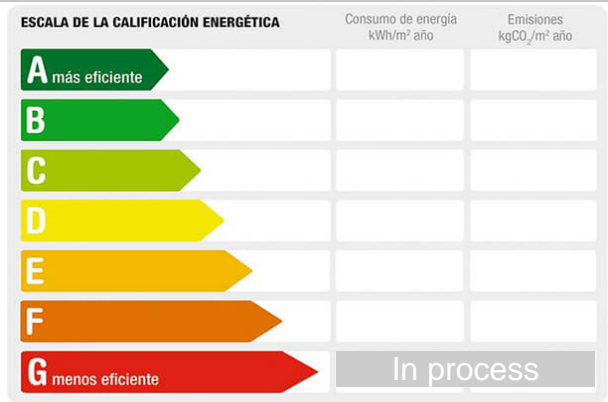 ESCALA DE LA CALIFICACIÓN ENERGÉTICA
Consumo de energía
kWh/m² año
Emisiones
kgCO₂/m² año
A más eficiente
B
C
D
E
F
G menos eficiente
In process